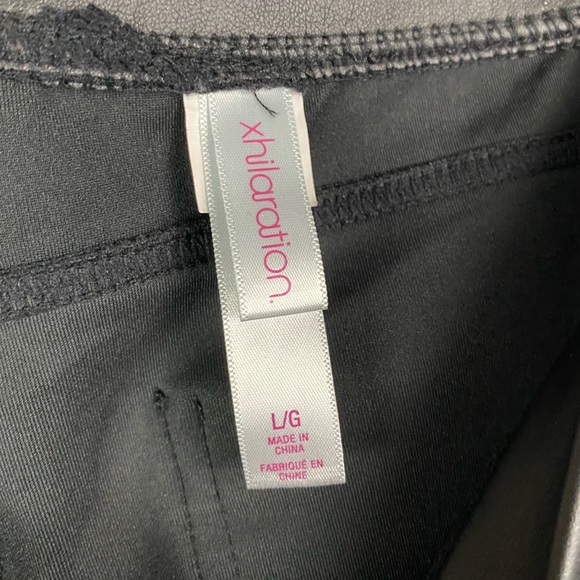 xhilaration.
L/G
MADE IN
CHINA
FABRIQUÉ EN
CHINE